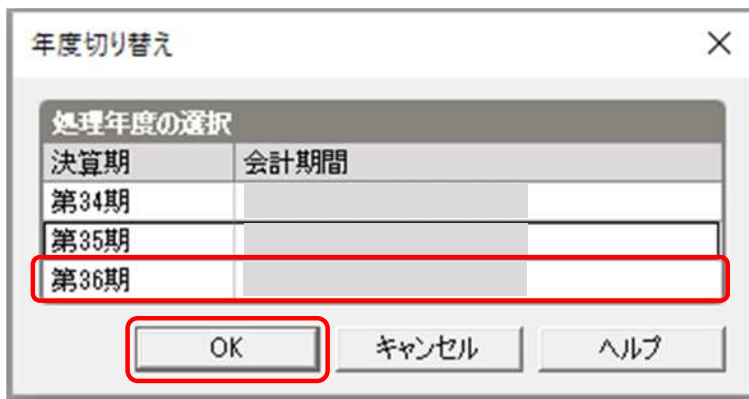 年度切り替え
処理年度の選択
決算期 会計期間
第34期
第35期
第36期
OK キャンセル ヘルプ